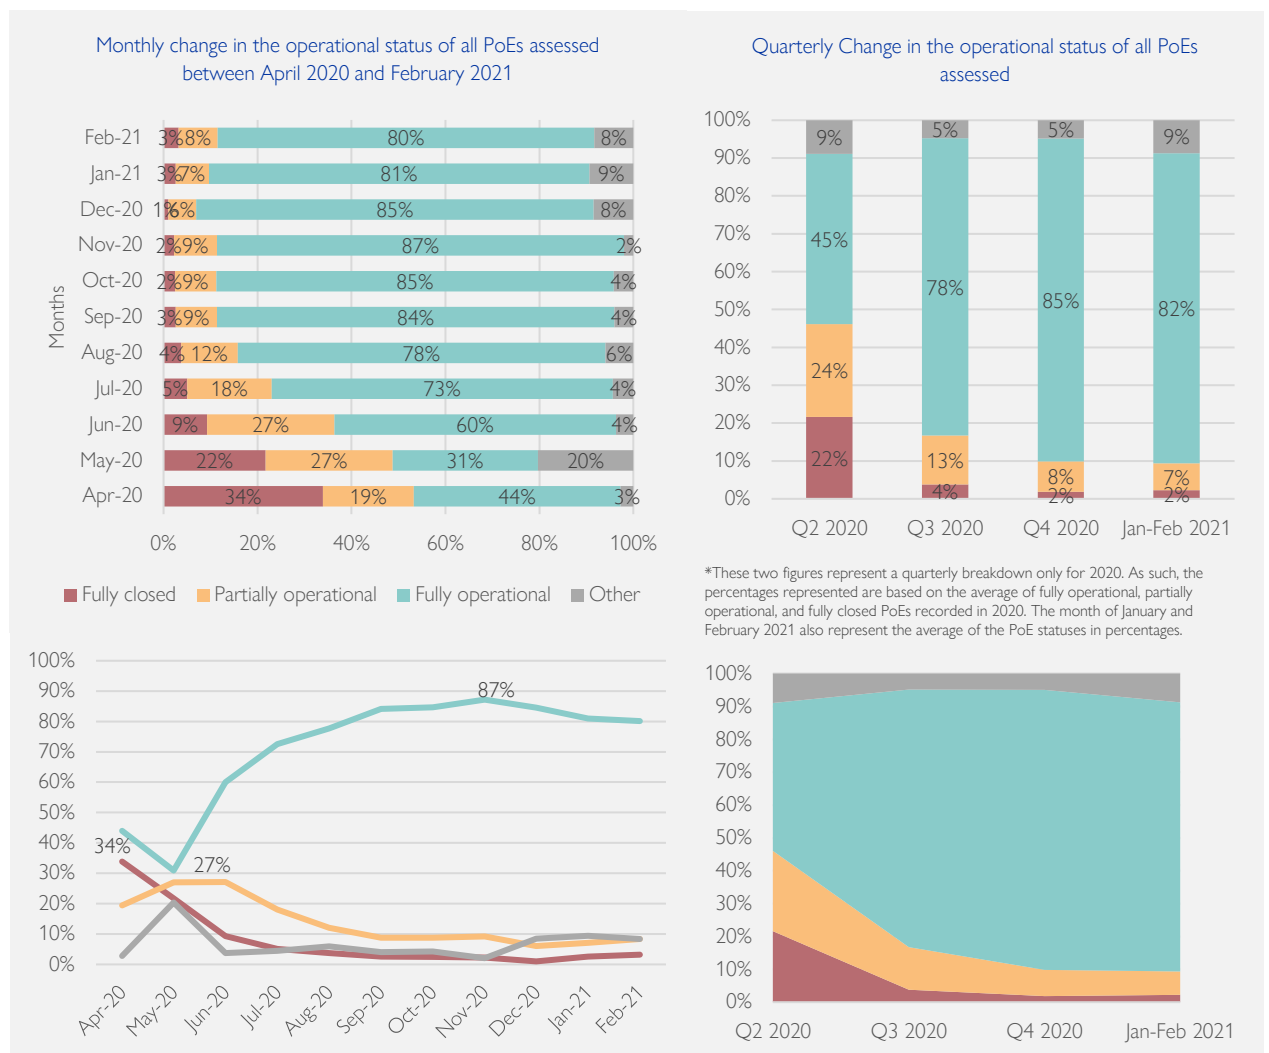 Monthly change in the operational status of all PoEs assessed
between April 2020 and February 2021
Feb-21 3% 8% 80% 8%
Jan-21 3% 7% 81% 9%
Dec-20 1% 6% 85% 8%
Nov-20 2% 9% 87% 2%
Oct-20 2% 9% 85% 4%
Sep-20 3% 9% 84% 4%
Aug-20 4% 12% 78% 6%
Jul-20 5% 18% 73% 4%
Jun-20 9% 27% 60% 4%
May-20 22% 27% 31% 20%
Apr-20 34% 19% 44% 3%
Months
0% 20% 40% 60% 80% 100%
Fully closed Partially operational Fully operational Other
Quarterly Change in the operational status of all PoEs
assessed
100%
90%
80%
70%
60%
50%
40%
30%
20%
10%
0%
9% 5% 5% 9%
45% 78% 85% 82%
24% 13% 8% 7%
22% 4% 2% 2%
Q2 2020 Q3 2020 Q4 2020 Jan-Feb 2021
*These two figures represent a quarterly breakdown only for 2020. As such, the
percentages represented are based on the average of fully operational, partially
operational, and fully closed PoEs recorded in 2020. The month of January and
February 2021 also represent the average of the PoE statuses in percentages.
100%
90%
80%
70%
60%
50%
40%
30%
20%
10%
0%
87%
34%
27%
Apr-20 May-20 Jun-20 Jul-20 Aug-20 Sep-20 Oct-20 Nov-20 Dec-20 Jan-21 Feb-21
100%
90%
80%
70%
60%
50%
40%
30%
20%
10%
0%
Q2 2020 Q3 2020 Q4 2020 Jan-Feb 2021